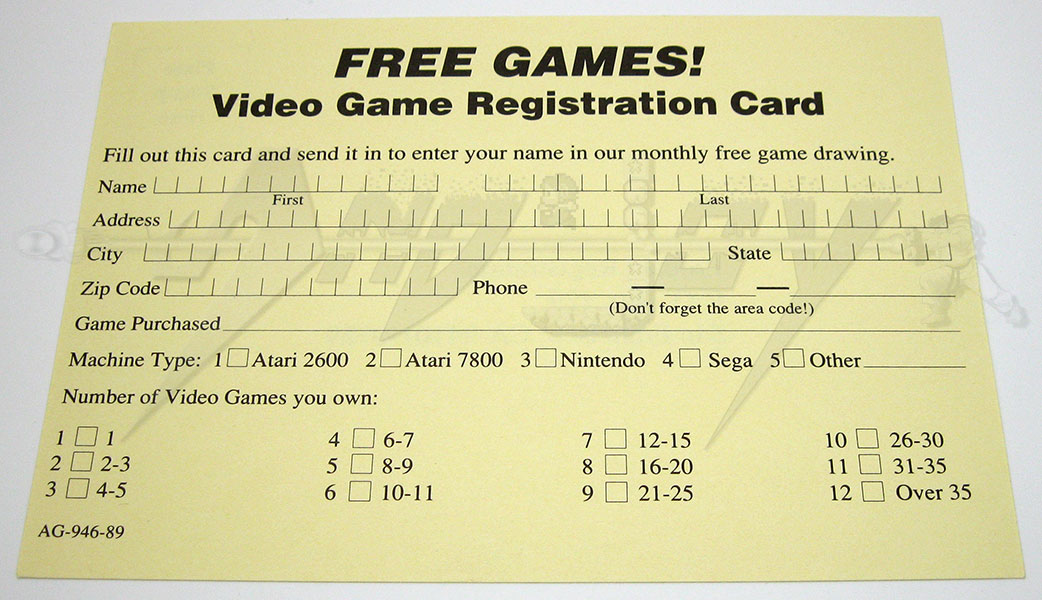 FREE GAMES!
Video Game Registration Card
Fill out this card and send it in to enter your name in our monthly free game drawing.
Name
First Last
Address
City State
Zip Code Phone
(Don't forget the area code!)
Game Purchased
Machine Type: 1 Atari 2600 2 Atari 7800 3 Nintendo 4 Sega 5 Other
Number of Video Games you own:
1 1 4 6-7 7 12-15 10 26-30
2 2-3 5 8-9 8 16-20 11 31-35
3 4-5 6 10-11 9 21-25 12 Over 35
AG-946-89